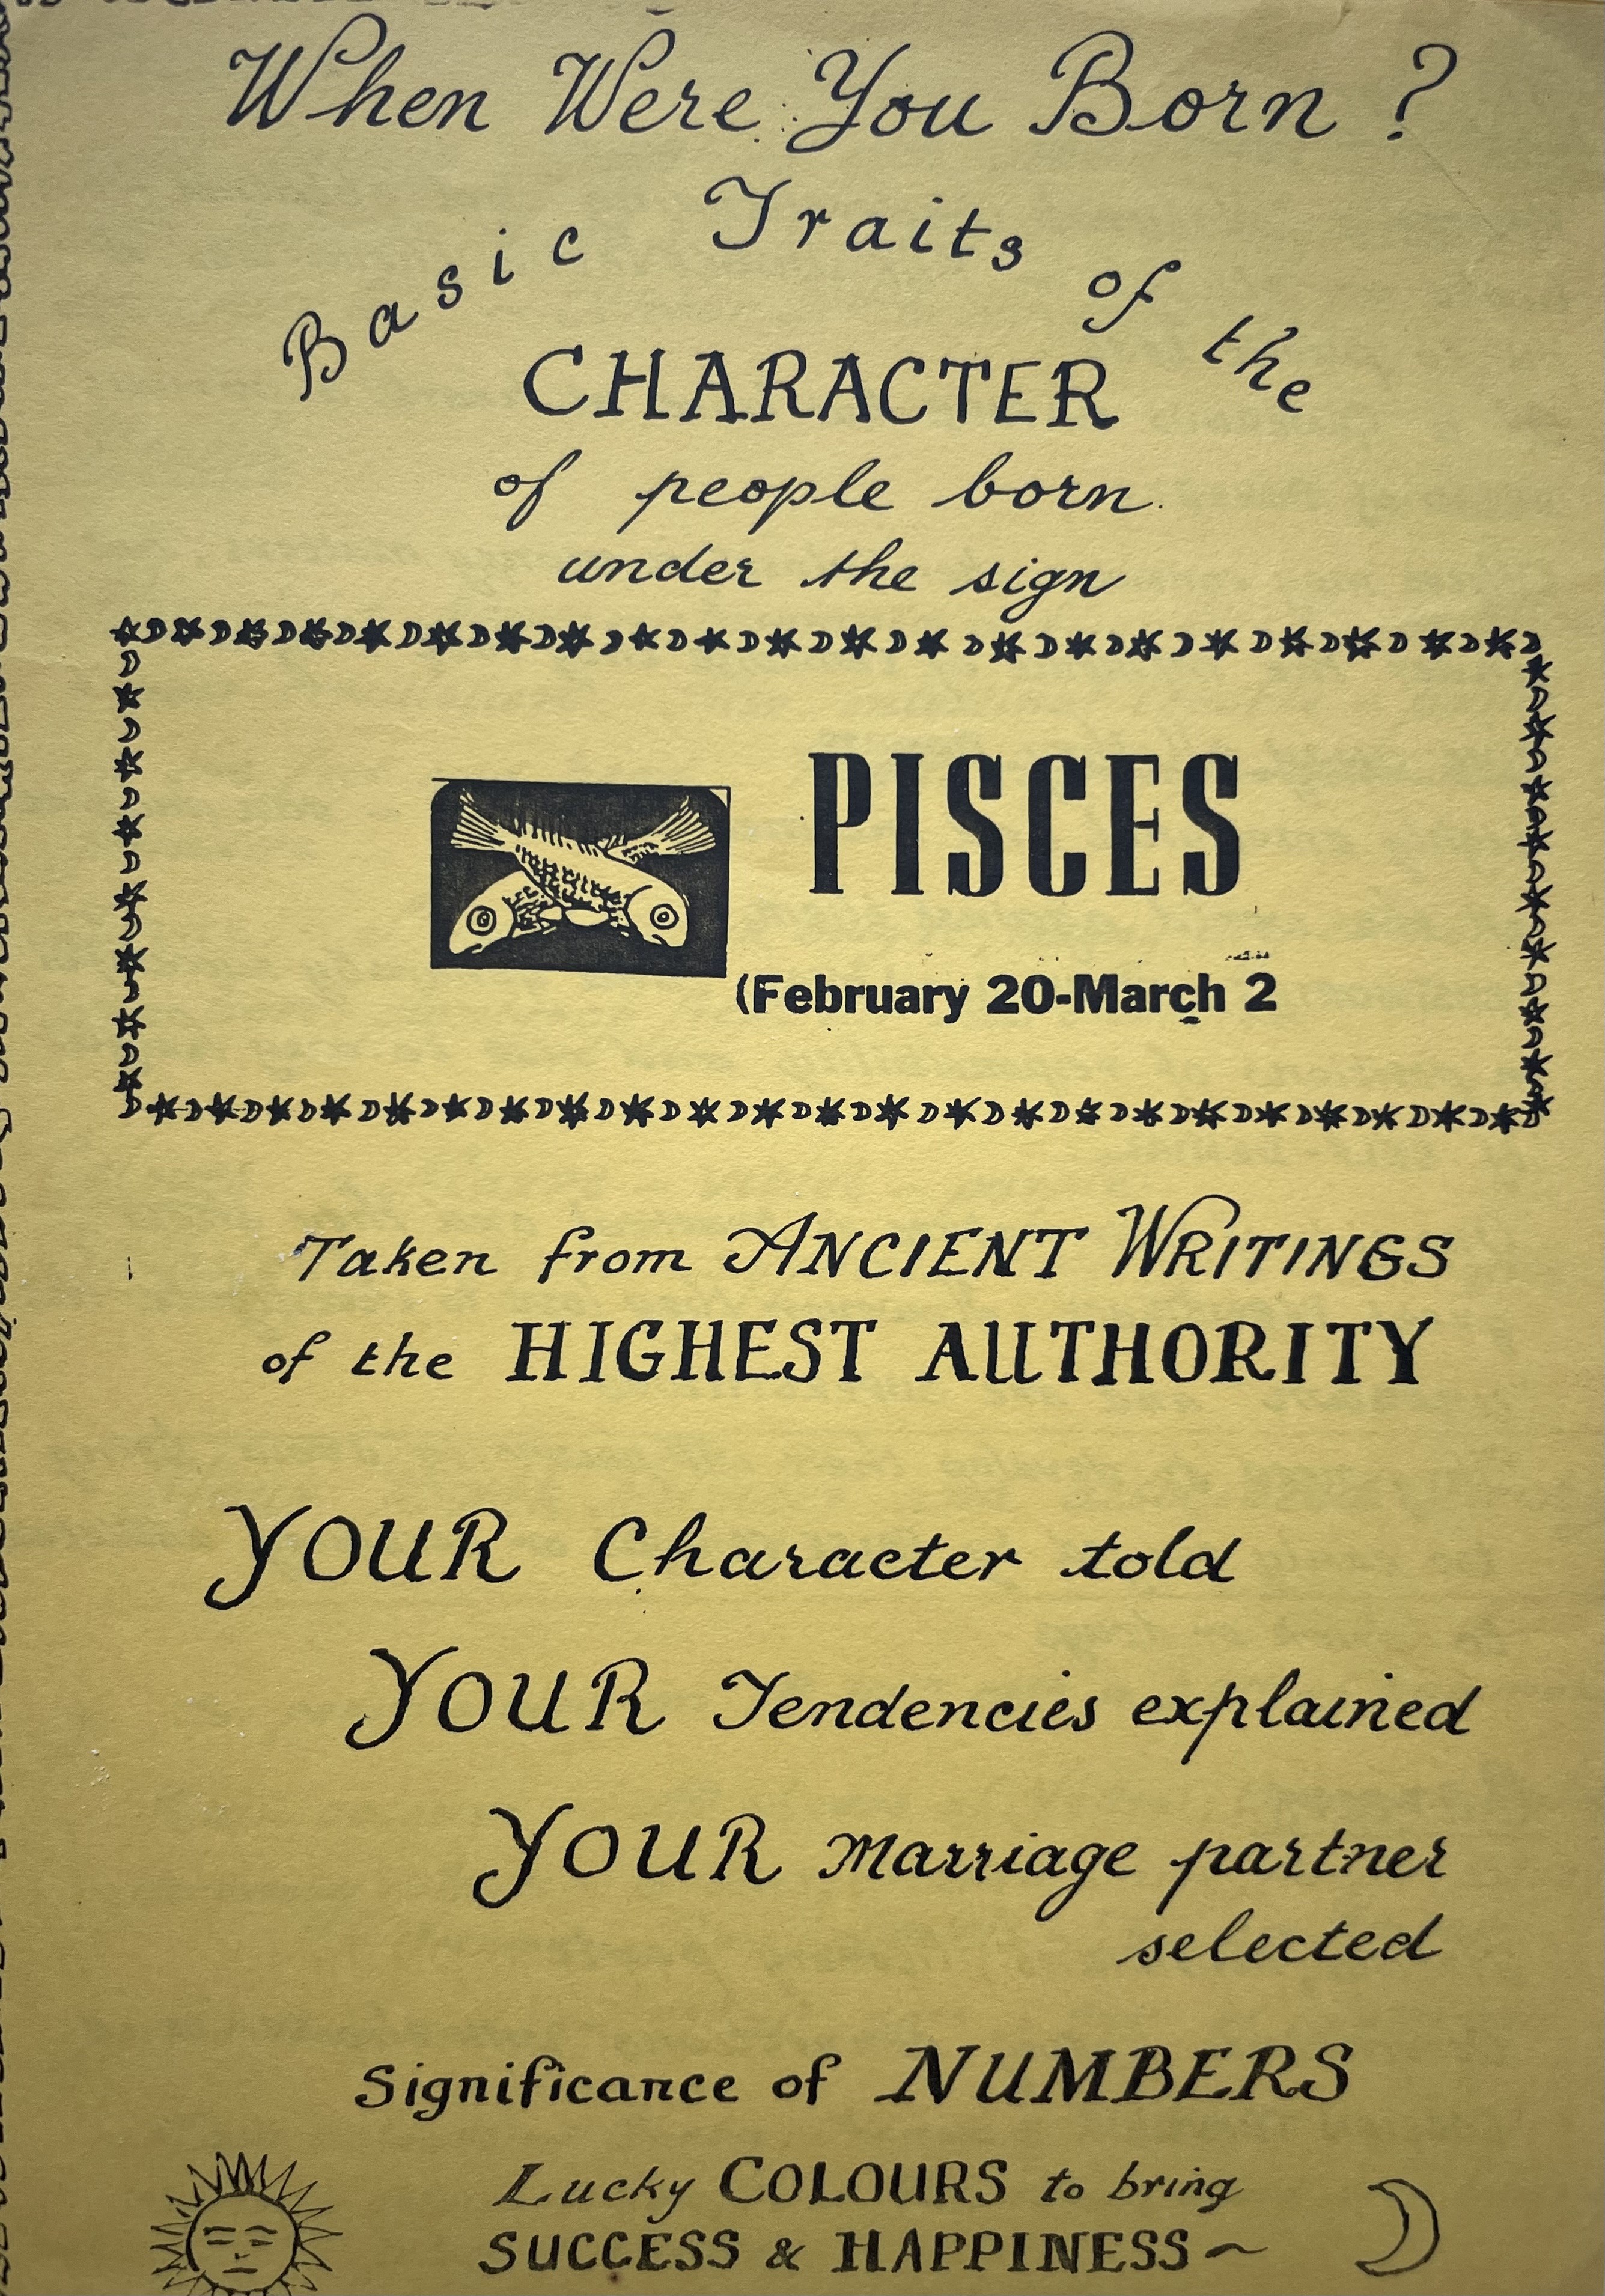 When Were You Born ?
Basic Traits of the
CHARACTER
of people born
under the sign
PISCES
(February 20-March 2
Taken from ANCIENT WRITINGS
of the HIGHEST AUTHORITY
YOUR Character told
YOUR Tendencies explained
YOUR Marriage partner
selected
Significance of NUMBERS
Lucky COLOURS to bring
SUCCESS & HAPPINESS ~